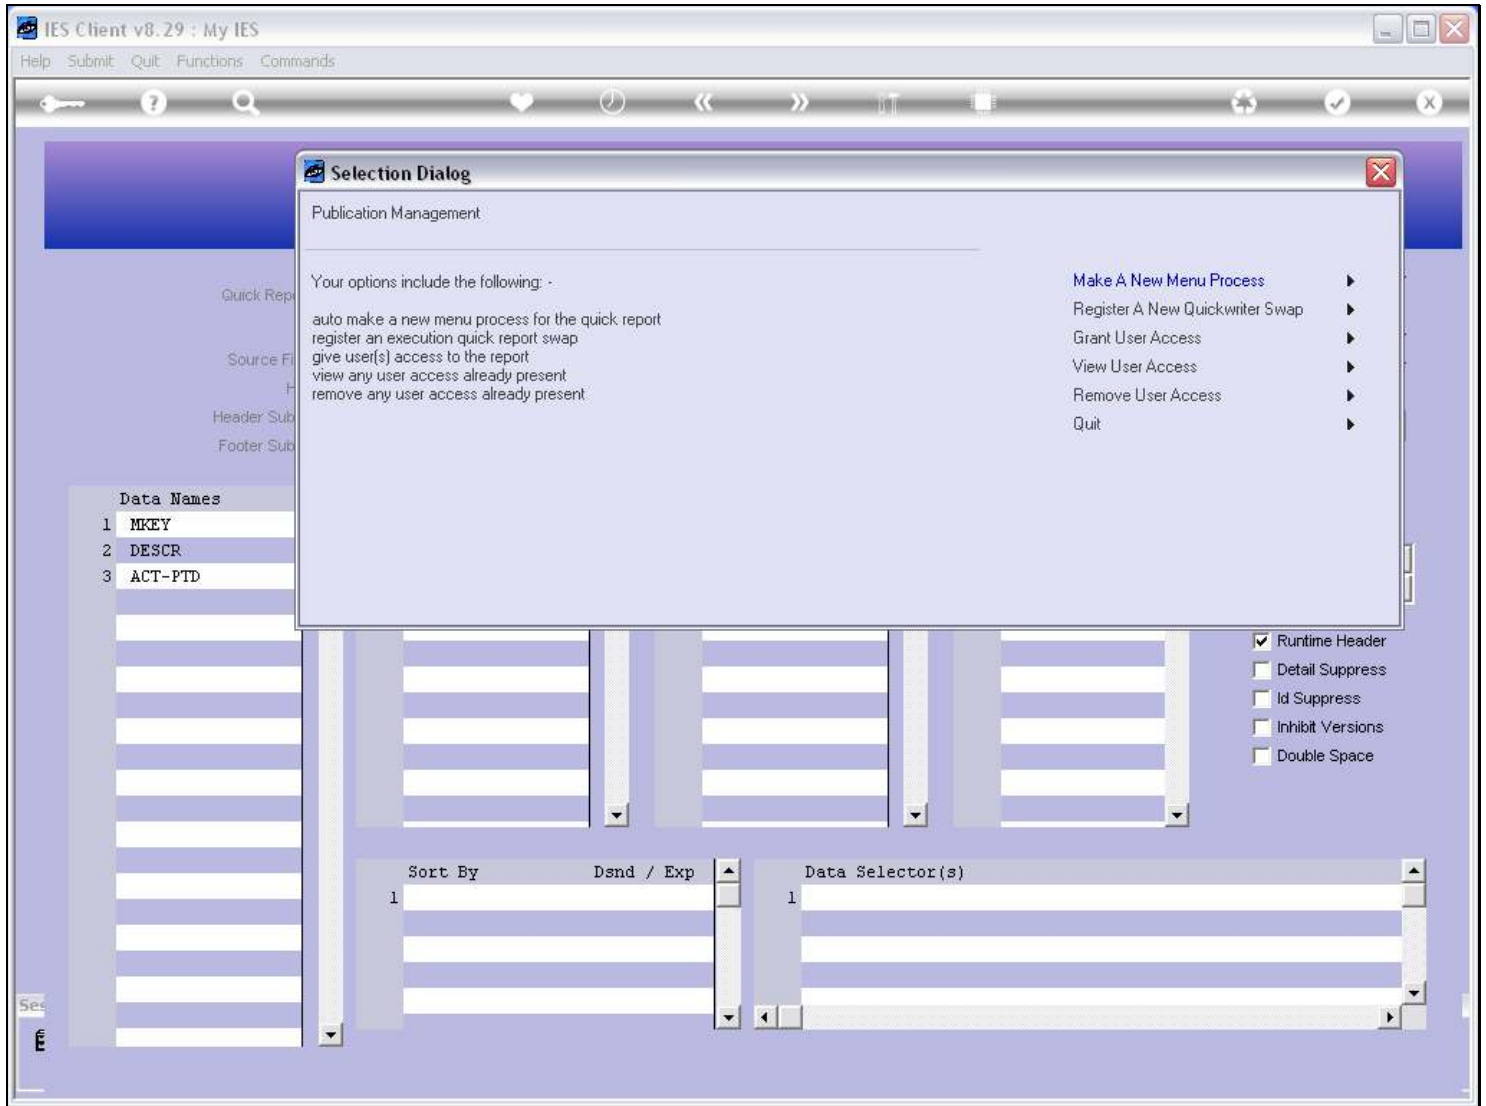 IES Client v8.29 : My IES
Help Submit Quit Functions Commands
Selection Dialog
Publication Management
Your options include the following: -
auto make a new menu process for the quick report
register an execution quick report swap
give user(s) access to the report
view any user access already present
remove any user access already present
Make A New Menu Process
Register A New Quickwriter Swap
Grant User Access
View User Access
Remove User Access
Quit
Quick Rep
Source Fi
H
Header Sub
Footer Sub
Data Names
1 MKEY
2 DESCR
3 ACT-PTD
Runtime Header
Detail Suppress
Id Suppress
Inhibit Versions
Double Space
Sort By Dsnd / Exp
1
Data Selector(s)
1
Ses